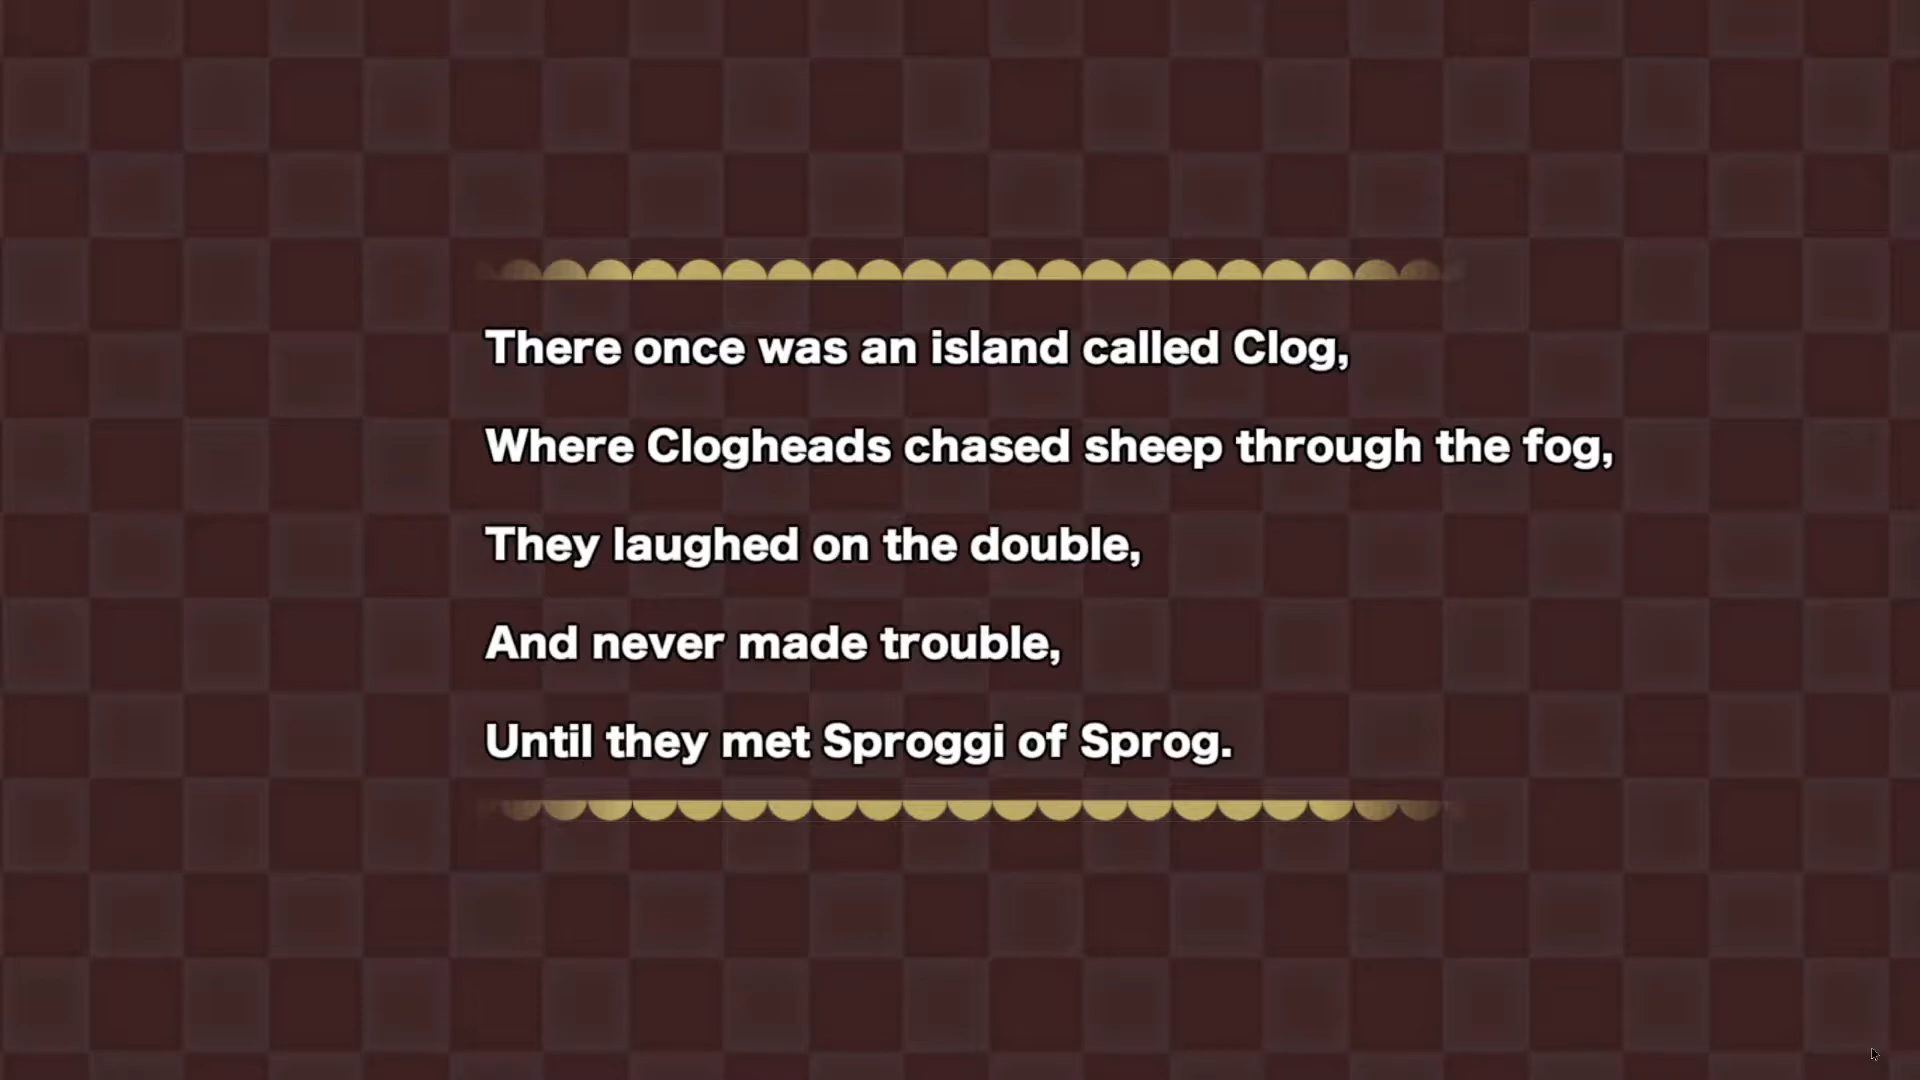 There once was an island called Clog,
Where Clogheads chased sheep through the fog,
They laughed on the double,
And never made trouble,
Until they met Sproggi of Sprog.